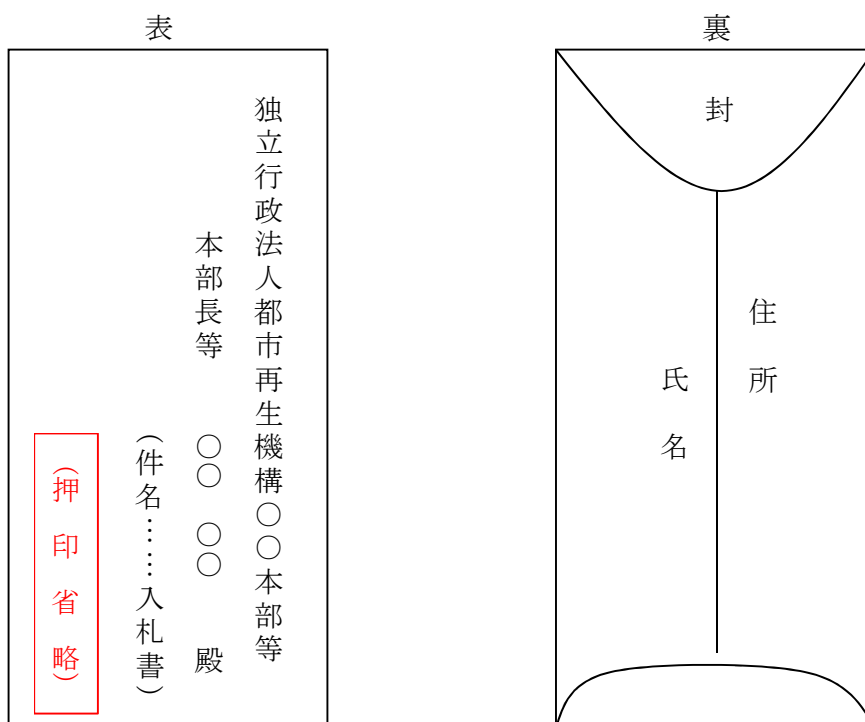 表
独立行政法人都市再生機構〇〇本部等
本部長等　〇〇　〇〇　殿
(件名……入札書)
(押印省略)
裏
封
住所
氏名